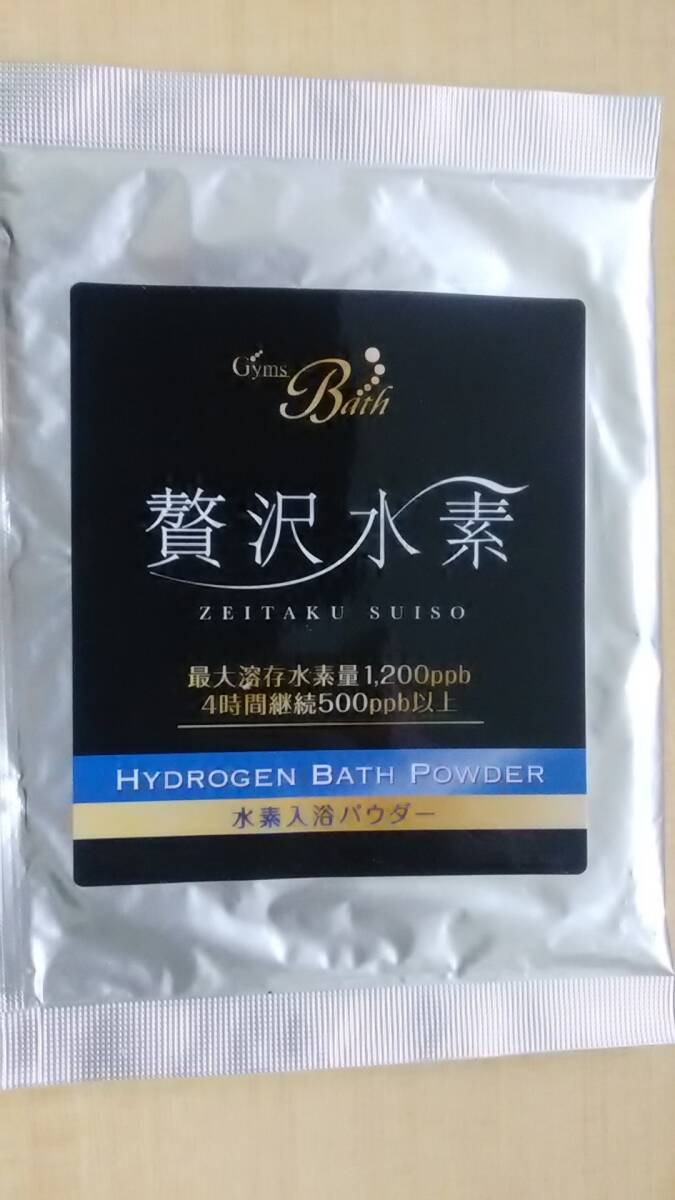 Gyms Bath
贅沢水素
ZEITAKU SUISO
最大溶存水素量1,200ppb
4時間継続500ppb以上
HYDROGEN BATH POWDER
水素入浴パウダー